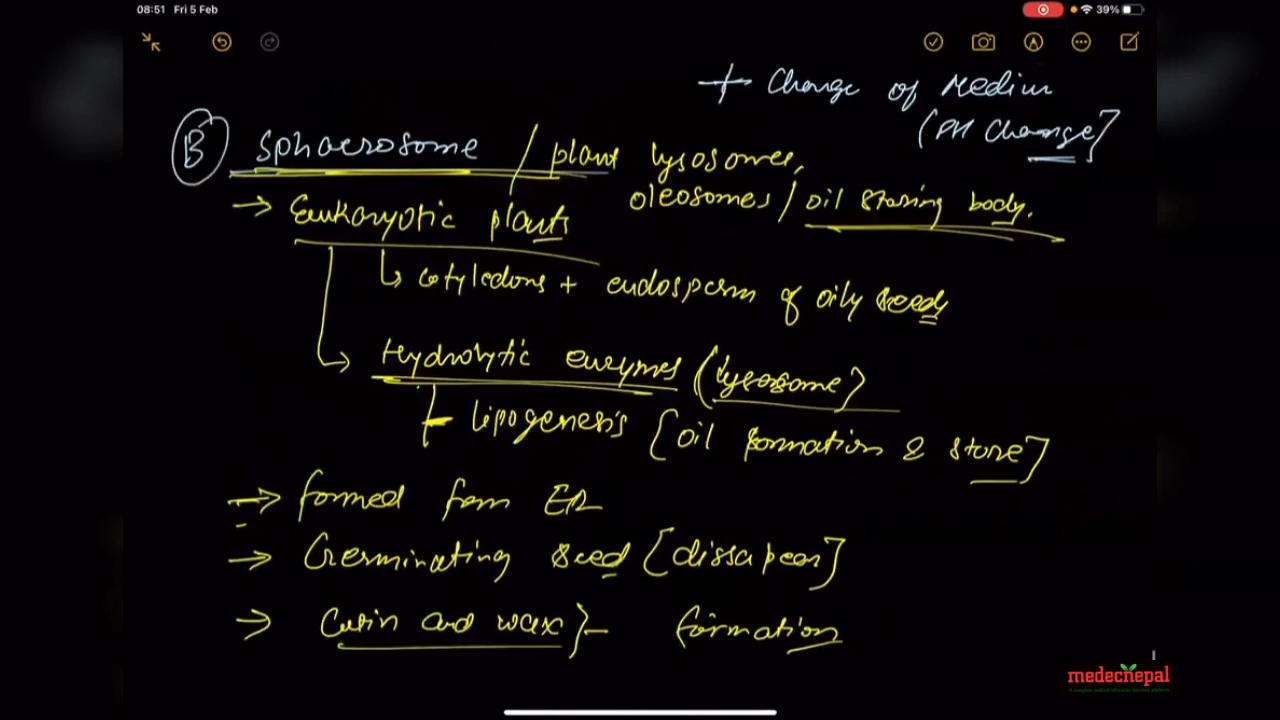 08:51 Fri 5 Feb
39%
+ Change of Medium
(PH Change]
B Sphaerosome / plant lysosomes,
oleosomes / oil storing body.
→ Eukaryotic plants
↳ cotyledons + endosperm of oily seeds
↳ Hydrolytic enzymes (Lysosome)
Lipogenesis [oil formation & store]
→ formed from ER
→ Germinating seed [dissapear]
→ Cutin and wax }- formation
medecnepal